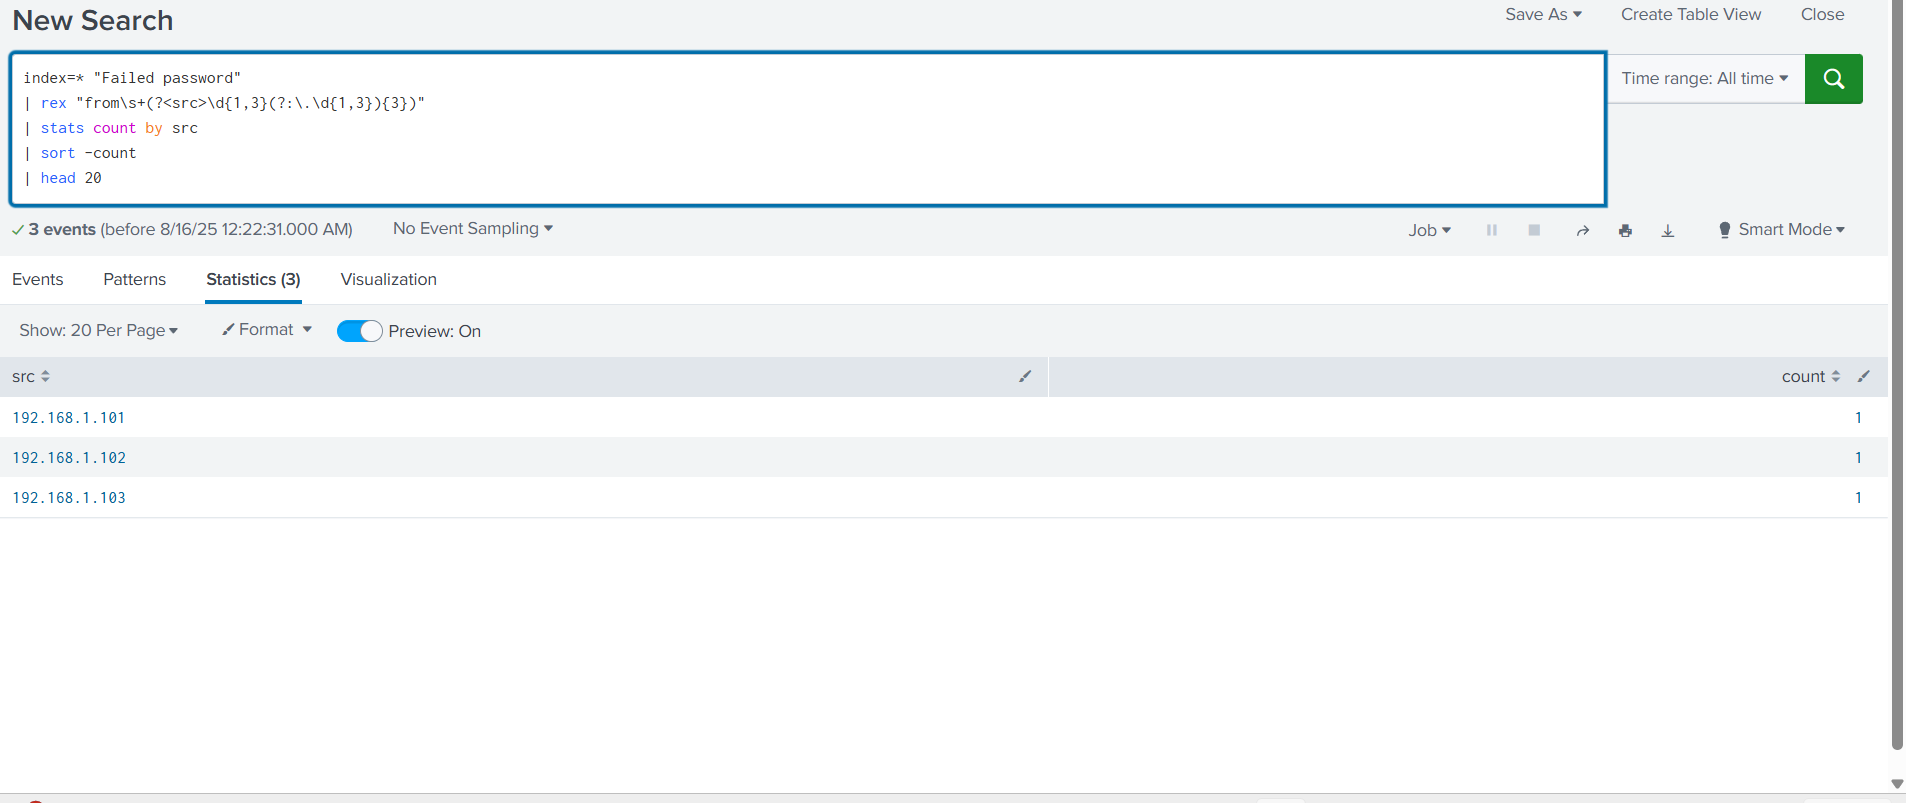 New Search
Save As
Create Table View
Close
index=* "Failed password"
| rex "from\s+(?<src>\d{1,3}(?:\.\d{1,3}){3})"
| stats count by src
| sort -count
| head 20
Time range: All time
3 events (before 8/16/25 12:22:31.000 AM)
No Event Sampling
Job
Smart Mode
Events
Patterns
Statistics (3)
Visualization
Show: 20 Per Page
Format
Preview: On
src
count
192.168.1.101
1
192.168.1.102
1
192.168.1.103
1